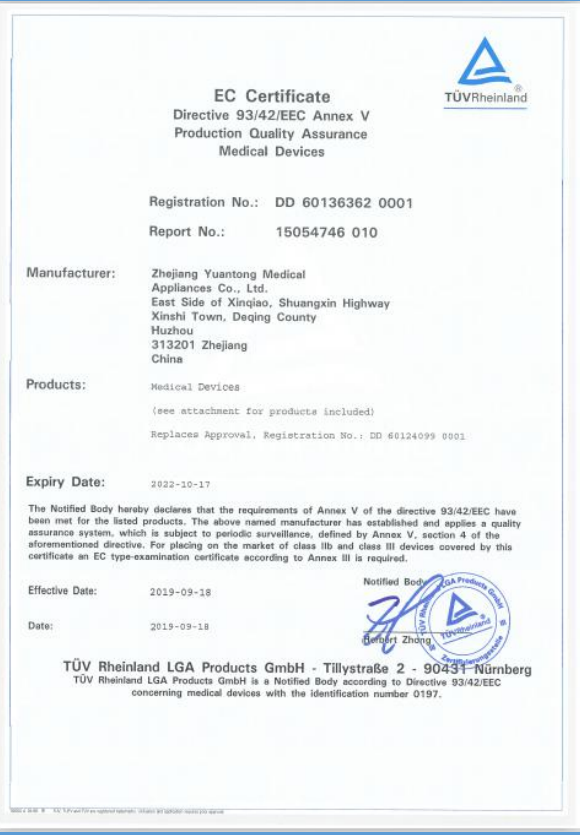 TÜVRheinland®
EC Certificate
Directive 93/42/EEC Annex V
Production Quality Assurance
Medical Devices
Registration No.: DD 60136362 0001
Report No.: 15054746 010
Manufacturer: Zhejiang Yuantong Medical
Appliances Co., Ltd.
East Side of Xinqiao, Shuangxin Highway
Xinshi Town, Deqing County
Huzhou
313201 Zhejiang
China
Products: Medical Devices
(see attachment for products included)
Replaces Approval, Registration No.: DD 60124099 0001
Expiry Date: 2022-10-17
The Notified Body hereby declares that the requirements of Annex V of the directive 93/42/EEC have
been met for the listed products. The above named manufacturer has established and applies a quality
assurance system, which is subject to periodic surveillance, defined by Annex V, section 4 of the
aforementioned directive. For placing on the market of class IIb and class III devices covered by this
certificate an EC type-examination certificate according to Annex III is required.
Notified Body
Effective Date: 2019-09-18
Date: 2019-09-18
Herbert Zhong
TÜV Rheinland LGA Products GmbH
TÜVRheinland
Zertifizierungsstelle
TÜV Rheinland LGA Products GmbH - Tillystraße 2 - 90431 Nürnberg
TÜV Rheinland LGA Products GmbH is a Notified Body according to Directive 93/42/EEC
concerning medical devices with the identification number 0197.